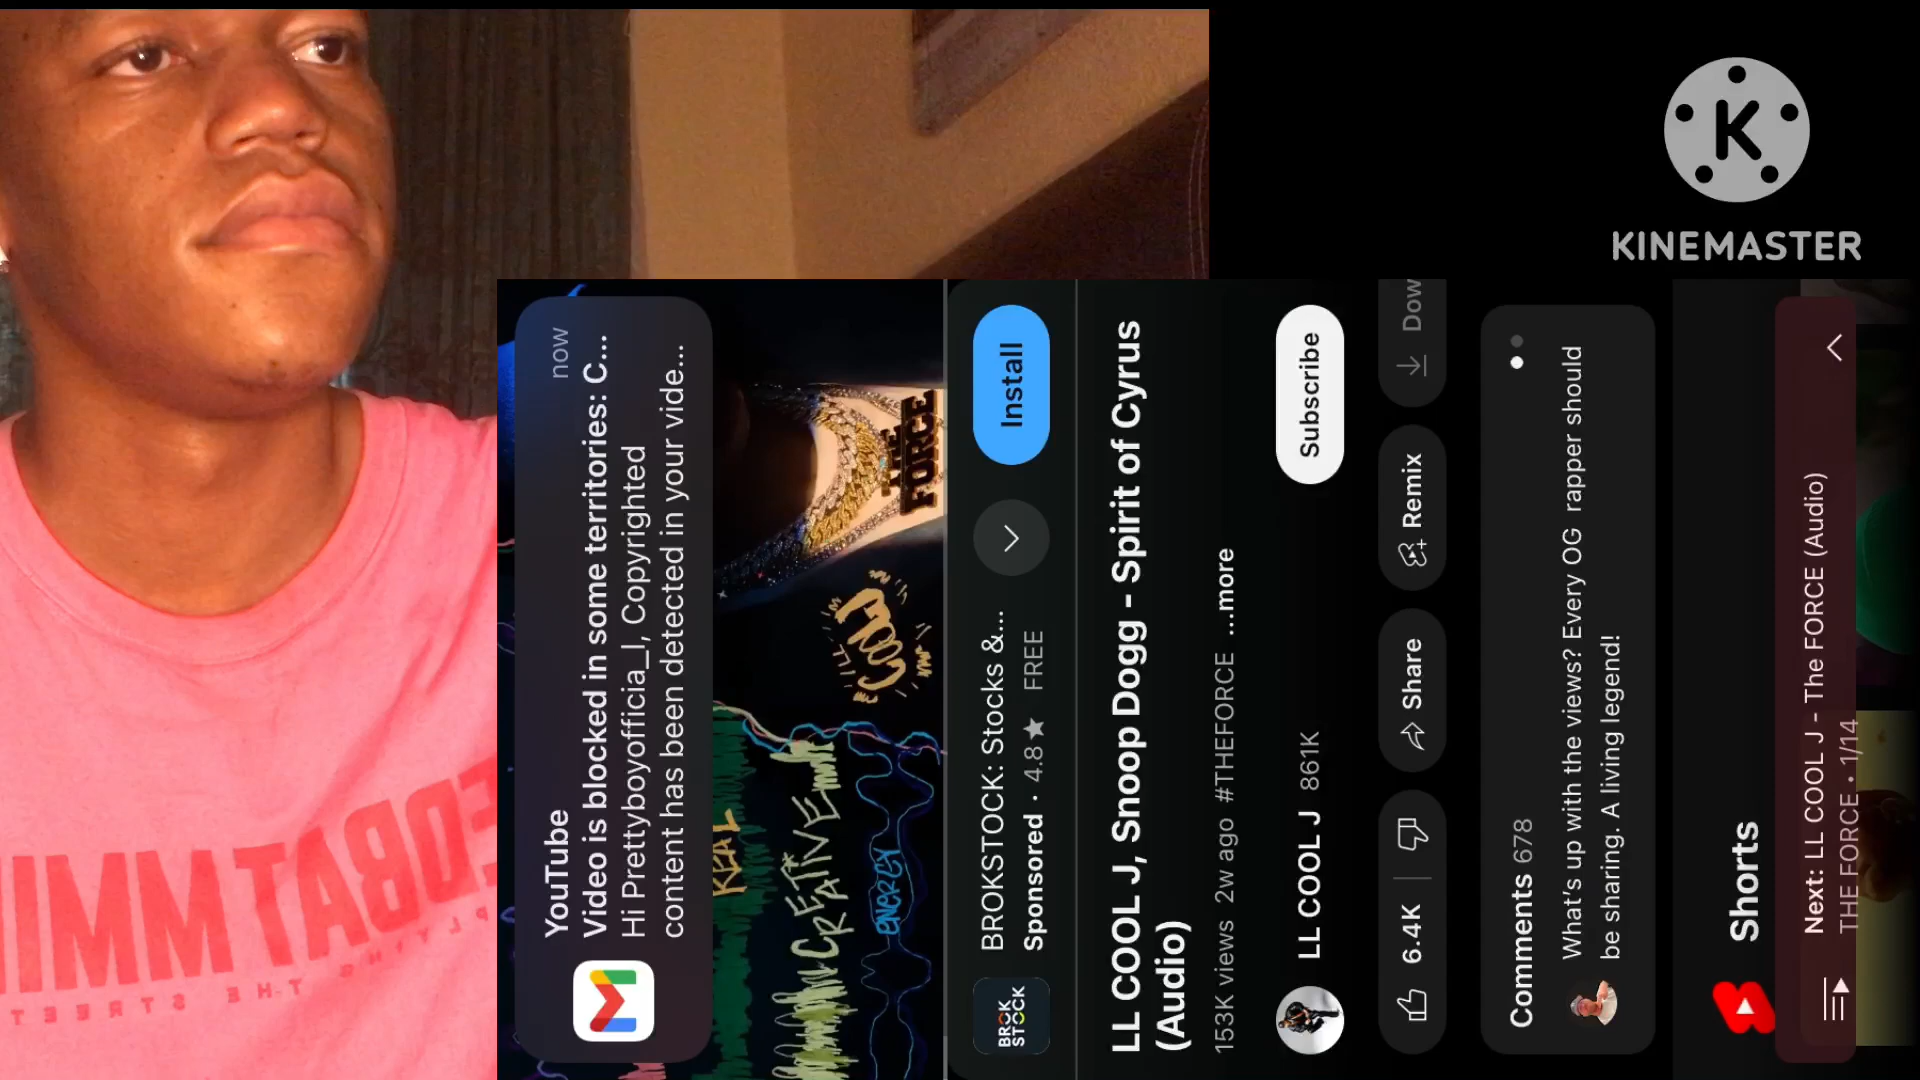 KINEMASTER
YouTube
now
Video is blocked in some territories: C...
Hi Prettyboyofficia_l, Copyrighted
content has been detected in your vide...
REAL
CREATIVE
ENERGY
LL COOL J
THE
FORCE
BROK
STOCK
BROKSTOCK: Stocks &...
Sponsored • 4.8 ★ FREE
Install
LL COOL J, Snoop Dogg - Spirit of Cyrus
(Audio)
153K views 2w ago #THEFORCE ...more
LL COOL J 861K
Subscribe
6.4K
Share
Remix
Dow
Comments 678
What's up with the views? Every OG rapper should
be sharing. A living legend!
Shorts
Next: LL COOL J - The FORCE (Audio)
THE FORCE • 1/14